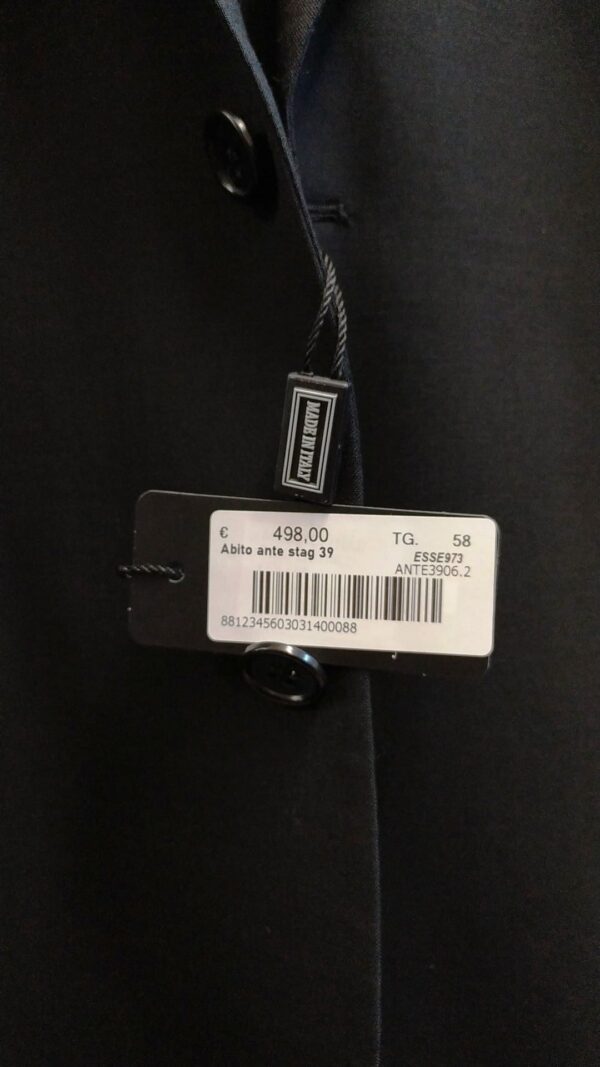 MADE IN ITALY
€ 498,00 TG. 58
Abito ante stag 39
ESSE973
ANTE3906.2
8812345603031400088